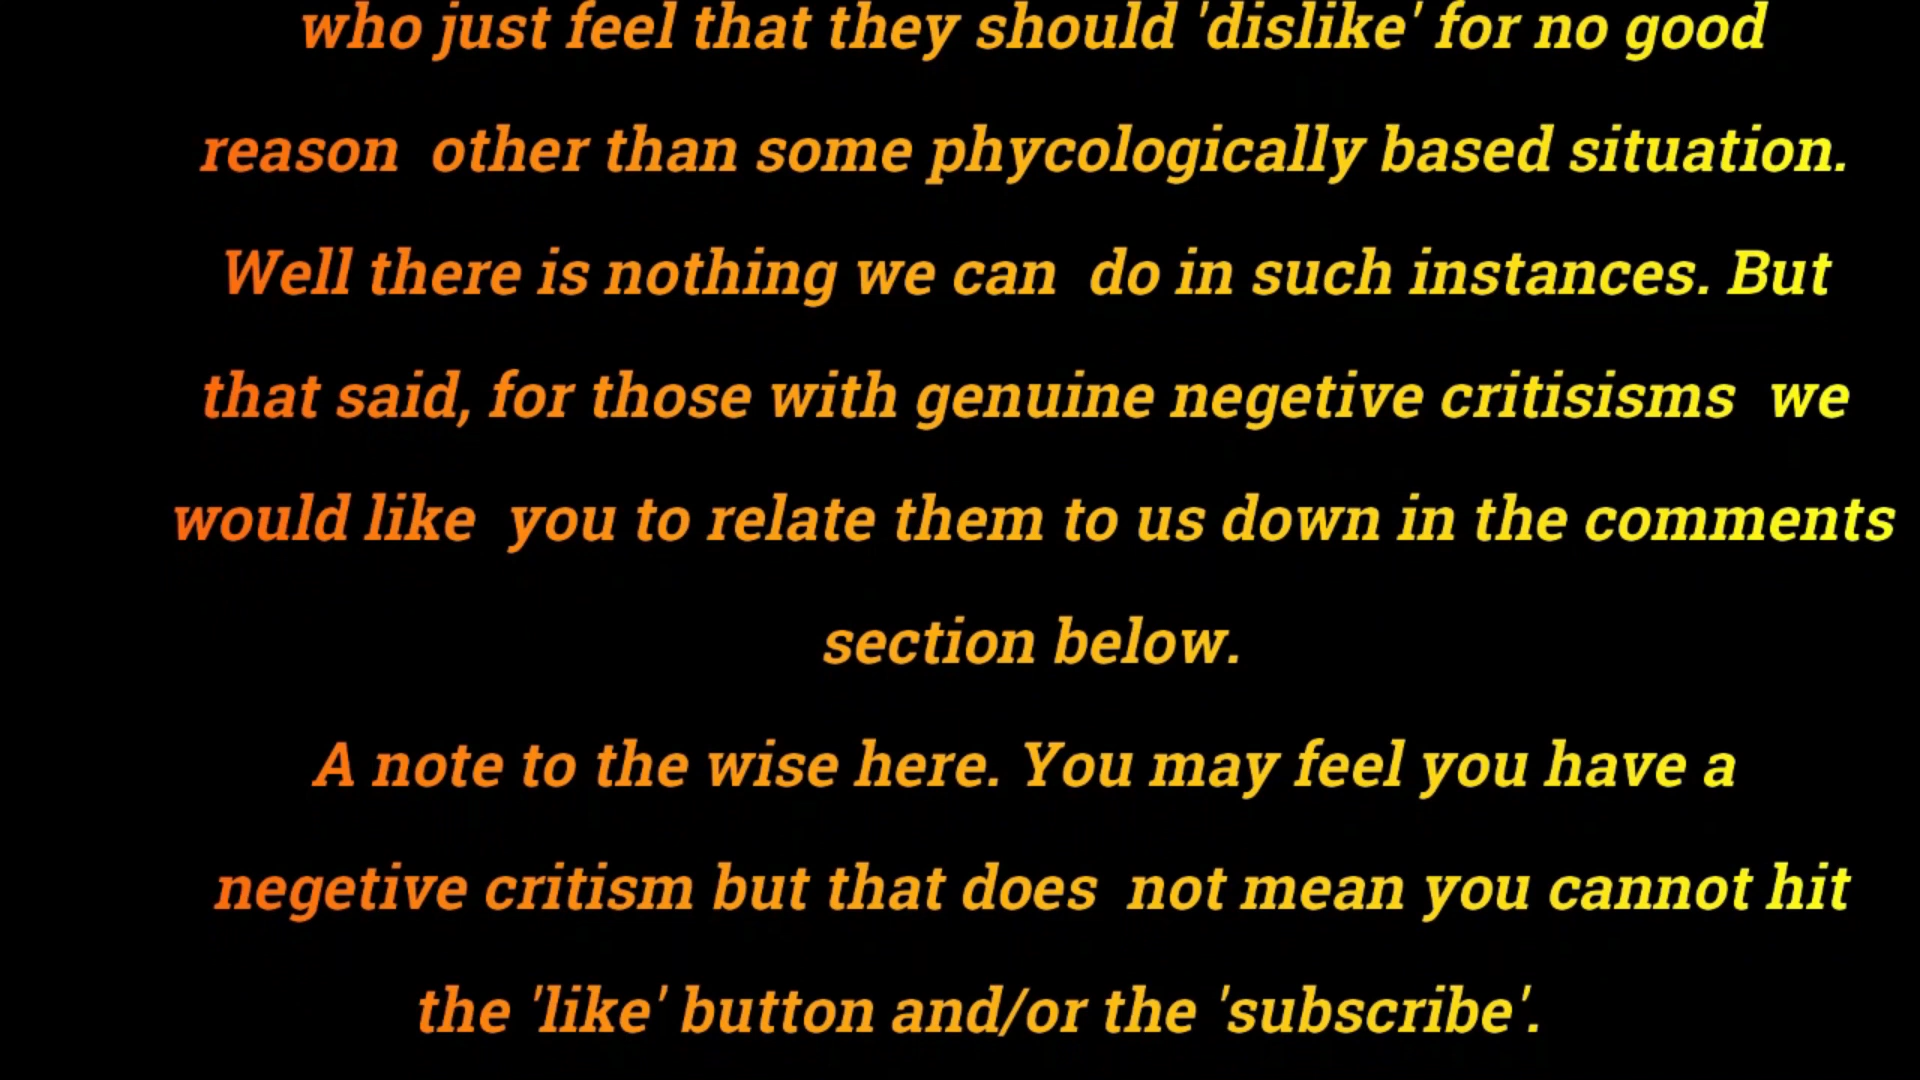 who just feel that they should 'dislike' for no good
reason  other than some phycologically based situation.
Well there is nothing we can  do in such instances. But
that said, for those with genuine negetive critisisms  we
would like  you to relate them to us down in the comments
section below.
A note to the wise here. You may feel you have a
negetive critism but that does  not mean you cannot hit
the 'like' button and/or the 'subscribe'.